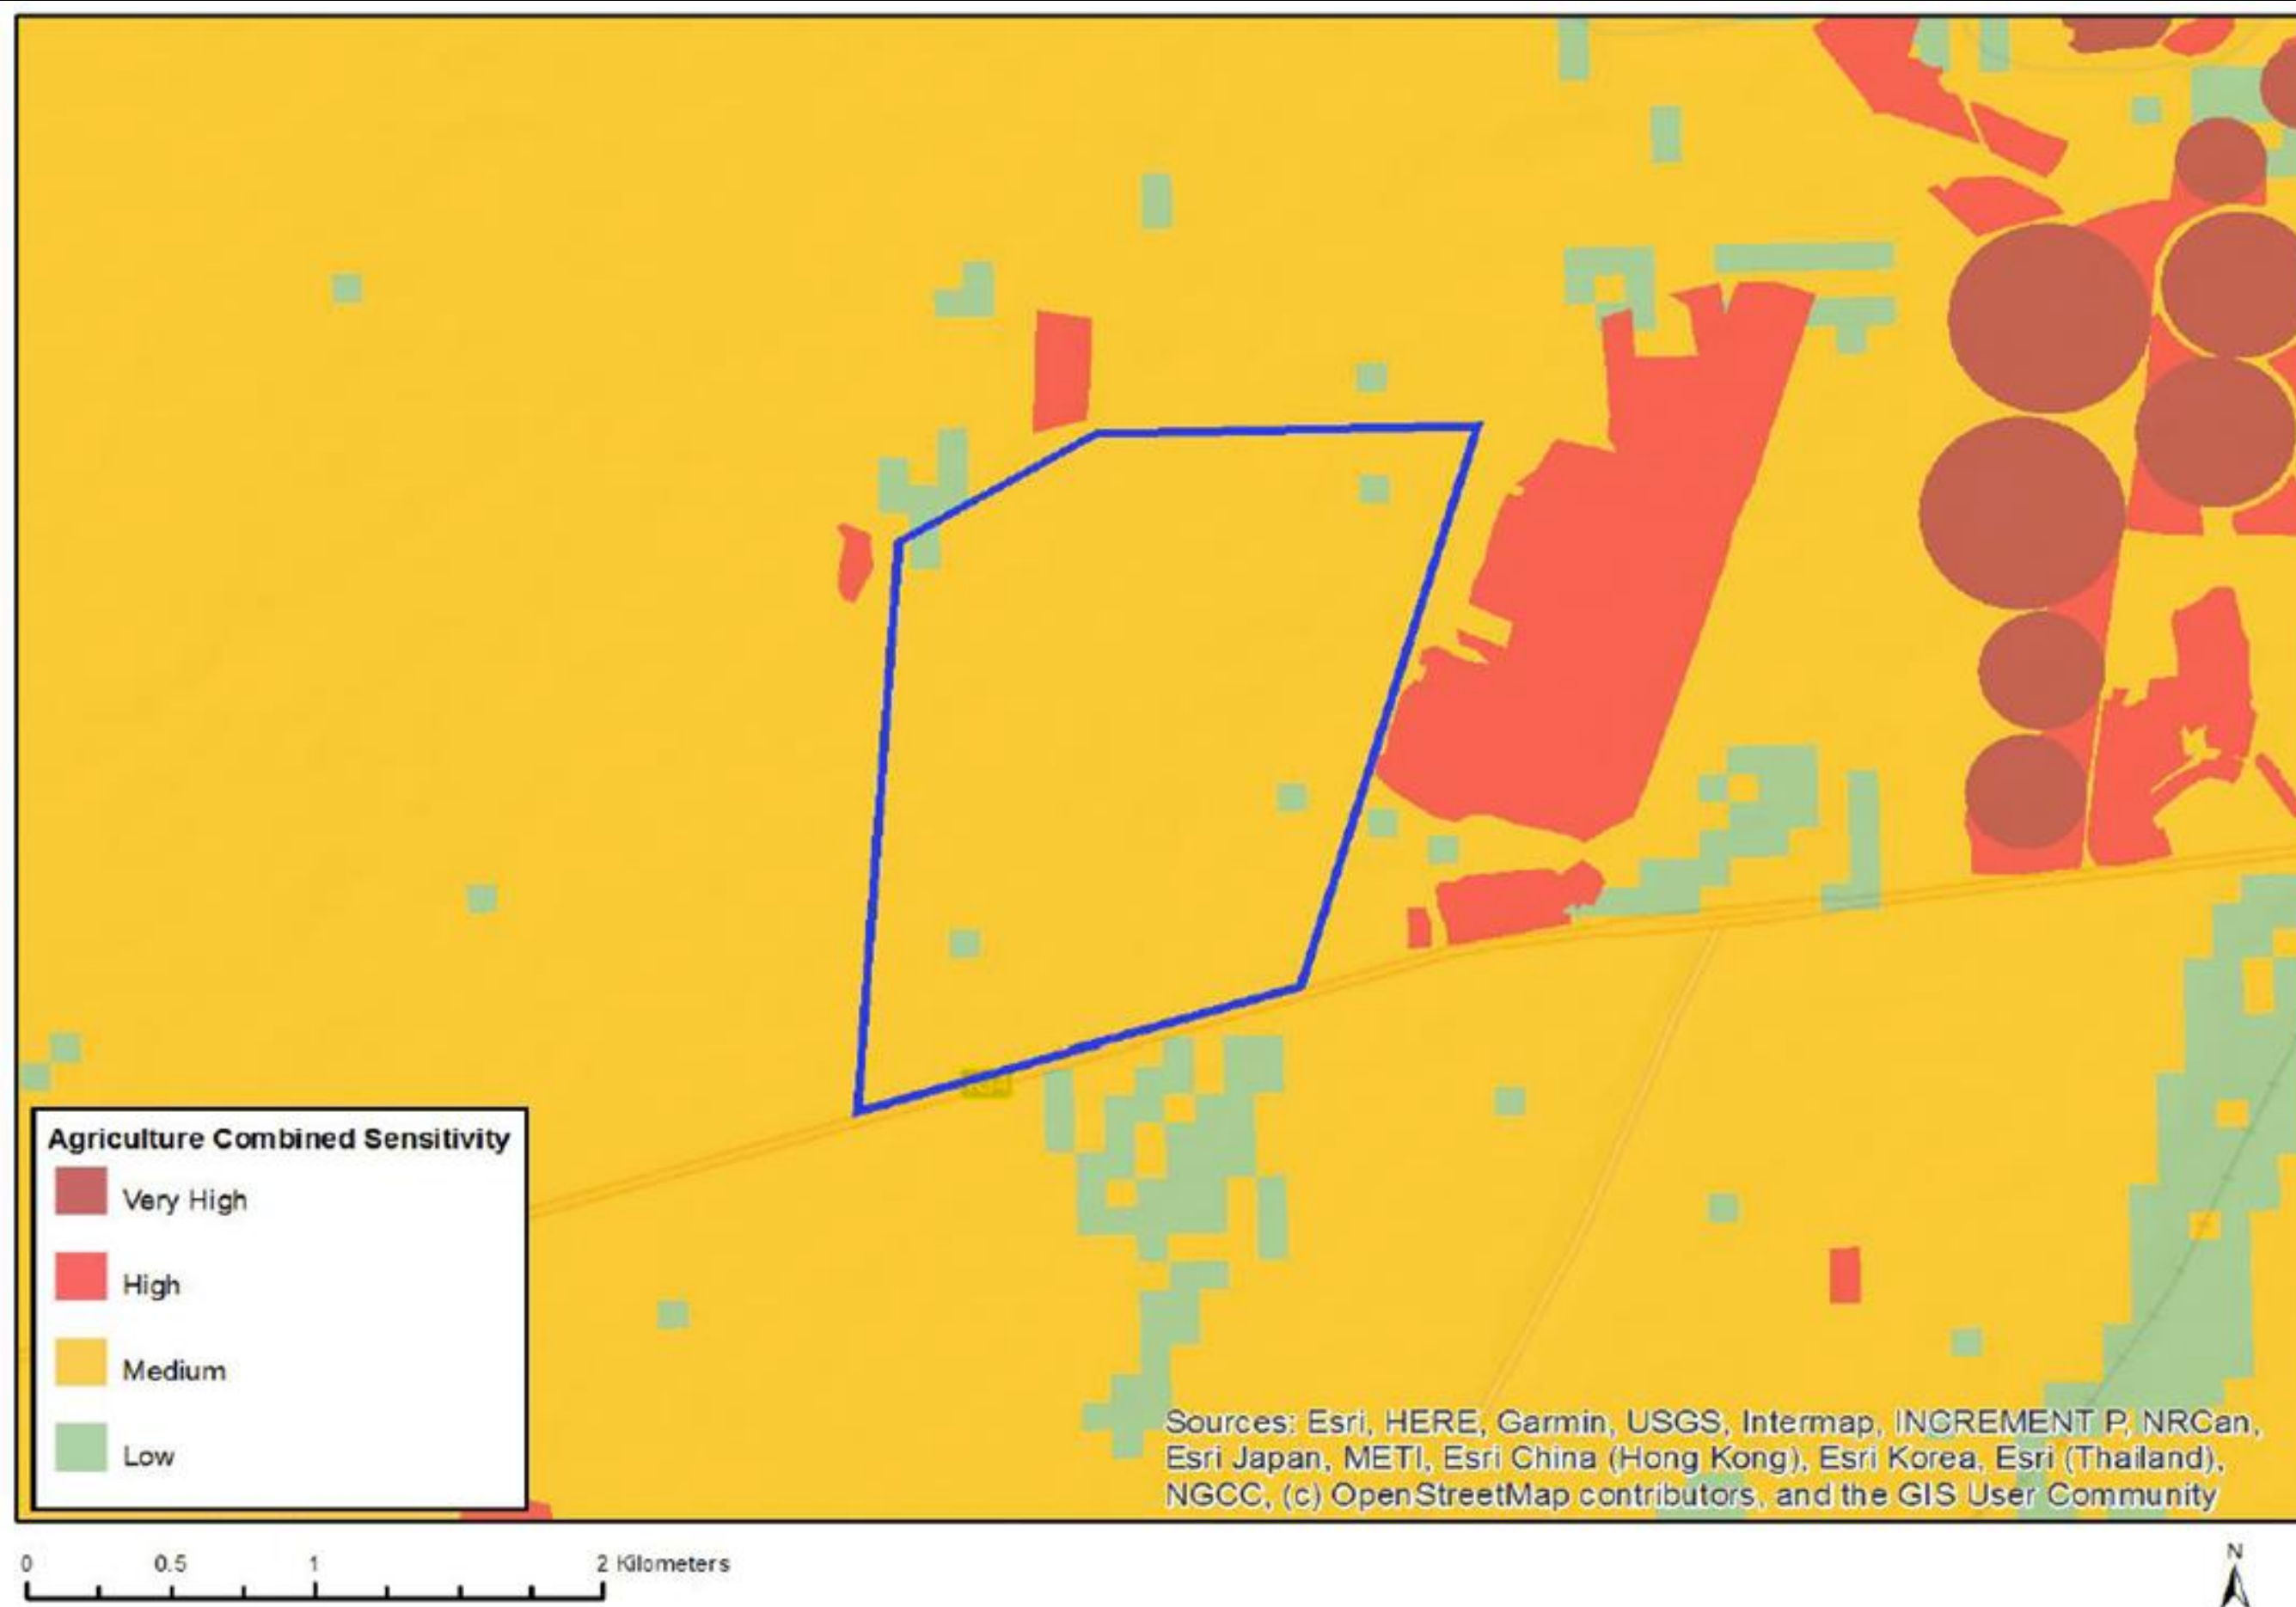 Agriculture Combined Sensitivity
Very High
High
Medium
Low
Sources: Esri, HERE, Garmin, USGS, Intermap, INCREMENT P, NRCan,
Esri Japan, METI, Esri China (Hong Kong), Esri Korea, Esri (Thailand),
NGCC, (c) OpenStreetMap contributors, and the GIS User Community
0 0.5 1 2 Kilometers
N